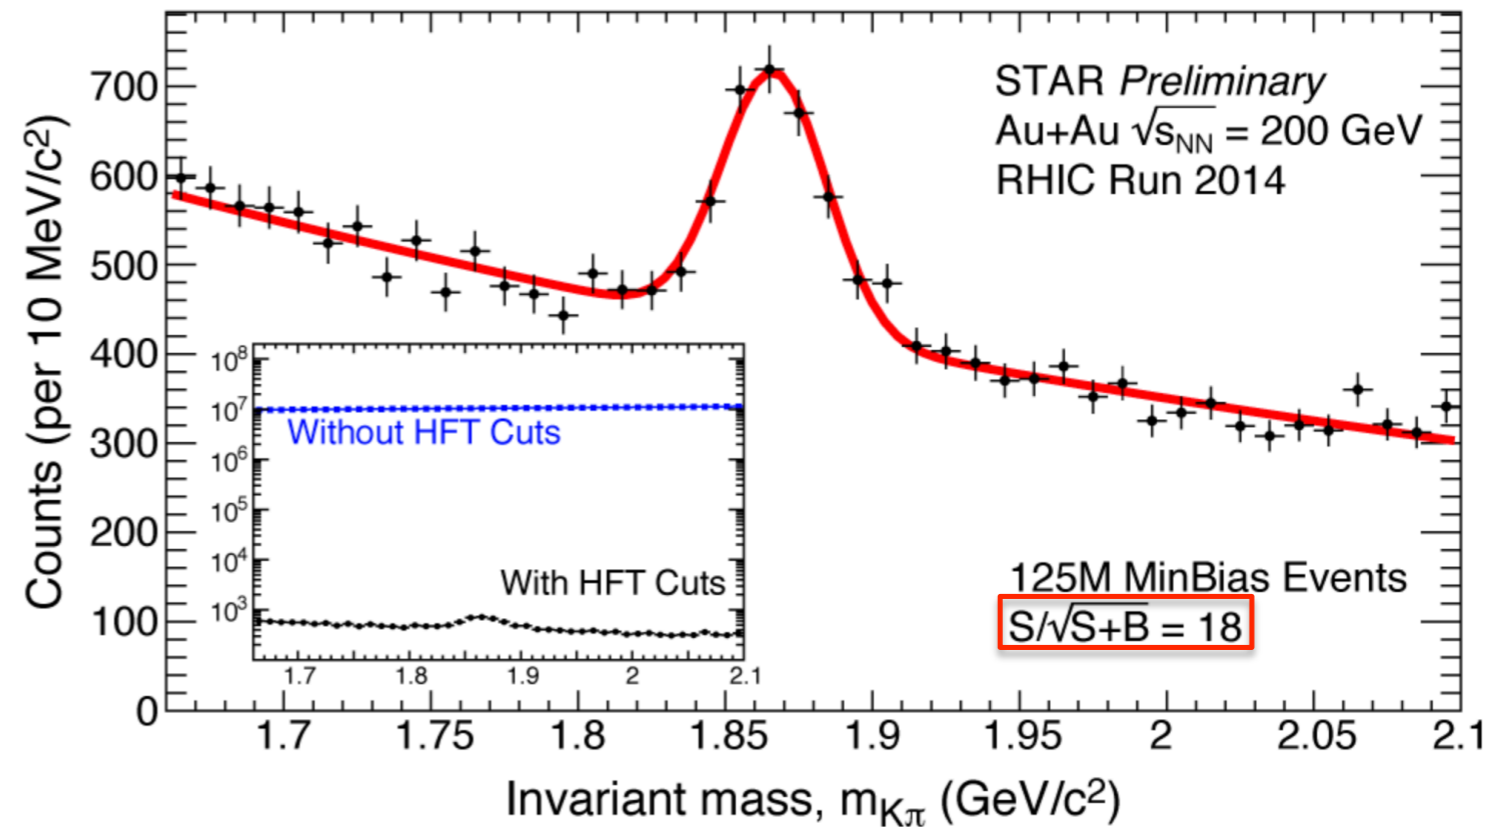 Counts (per 10 MeV/c²)
700
600
500
400
300
200
100
0
STAR Preliminary
Au+Au √sNN = 200 GeV
RHIC Run 2014
10⁸
10⁷
10⁶
10⁵
10⁴
10³
Without HFT Cuts
With HFT Cuts
1.7 1.8 1.9 2 2.1
125M MinBias Events
S/√S+B = 18
1.7 1.75 1.8 1.85 1.9 1.95 2 2.05 2.1
Invariant mass, mKπ (GeV/c²)